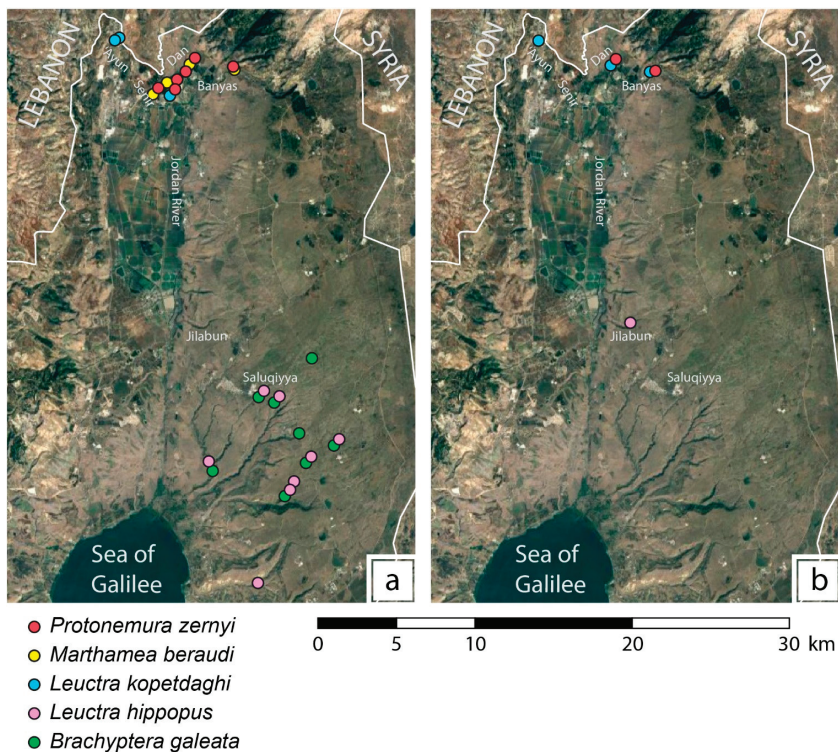 LEBANON
SYRIA
Ayun
Dan
Senir
Banyas
Jordan River
Jilabun
Saluqiyya
Sea of
Galilee
a
LEBANON
SYRIA
Ayun
Dan
Senir
Banyas
Jordan River
Jilabun
Saluqiyya
Sea of
Galilee
b
Protonemura zernyi
Marthamea beraudi
Leuctra kopetdaghi
Leuctra hippopus
Brachyptera galeata
0 5 10 20 30 km